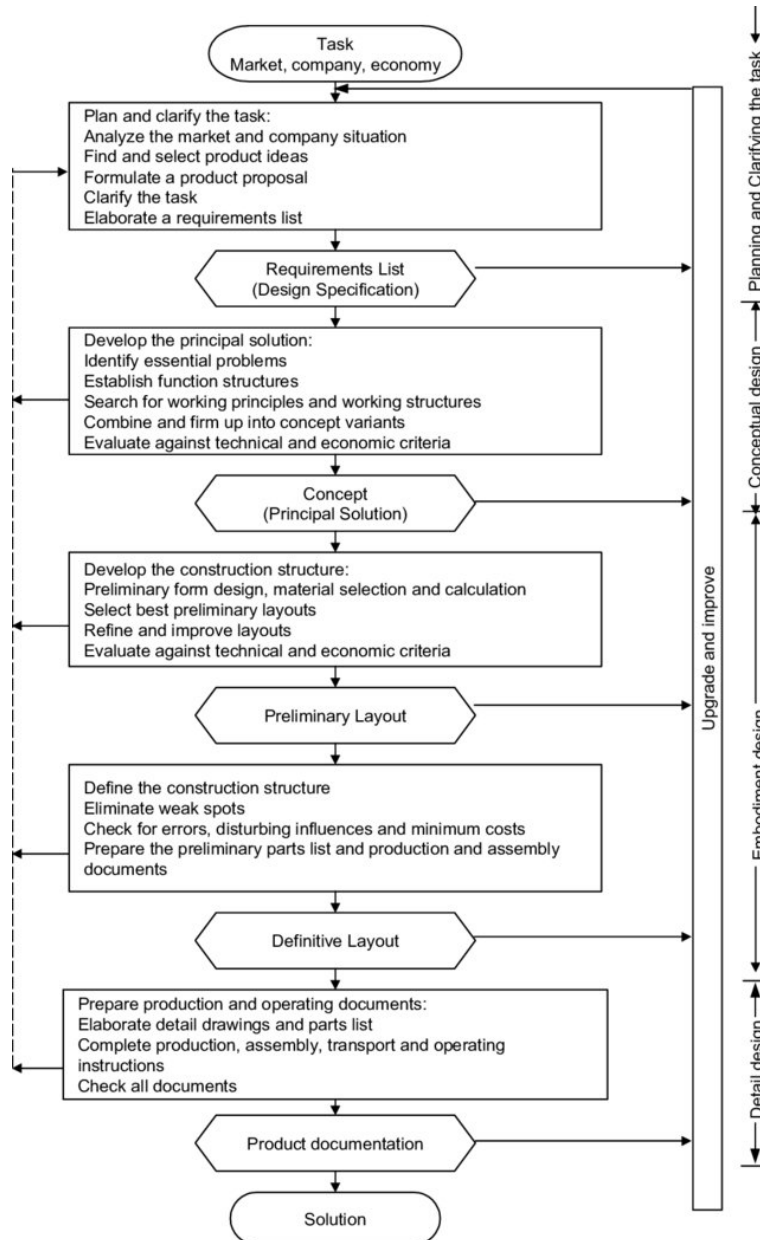 Task
Market, company, economy
Plan and clarify the task:
Analyze the market and company situation
Find and select product ideas
Formulate a product proposal
Clarify the task
Elaborate a requirements list
Requirements List
(Design Specification)
Develop the principal solution:
Identify essential problems
Establish function structures
Search for working principles and working structures
Combine and firm up into concept variants
Evaluate against technical and economic criteria
Concept
(Principal Solution)
Develop the construction structure:
Preliminary form design, material selection and calculation
Select best preliminary layouts
Refine and improve layouts
Evaluate against technical and economic criteria
Preliminary Layout
Define the construction structure
Eliminate weak spots
Check for errors, disturbing influences and minimum costs
Prepare the preliminary parts list and production and assembly
documents
Definitive Layout
Prepare production and operating documents:
Elaborate detail drawings and parts list
Complete production, assembly, transport and operating
instructions
Check all documents
Product documentation
Solution
Upgrade and improve
Planning and Clarifying the task
Conceptual design
Embodiment design
Detail design